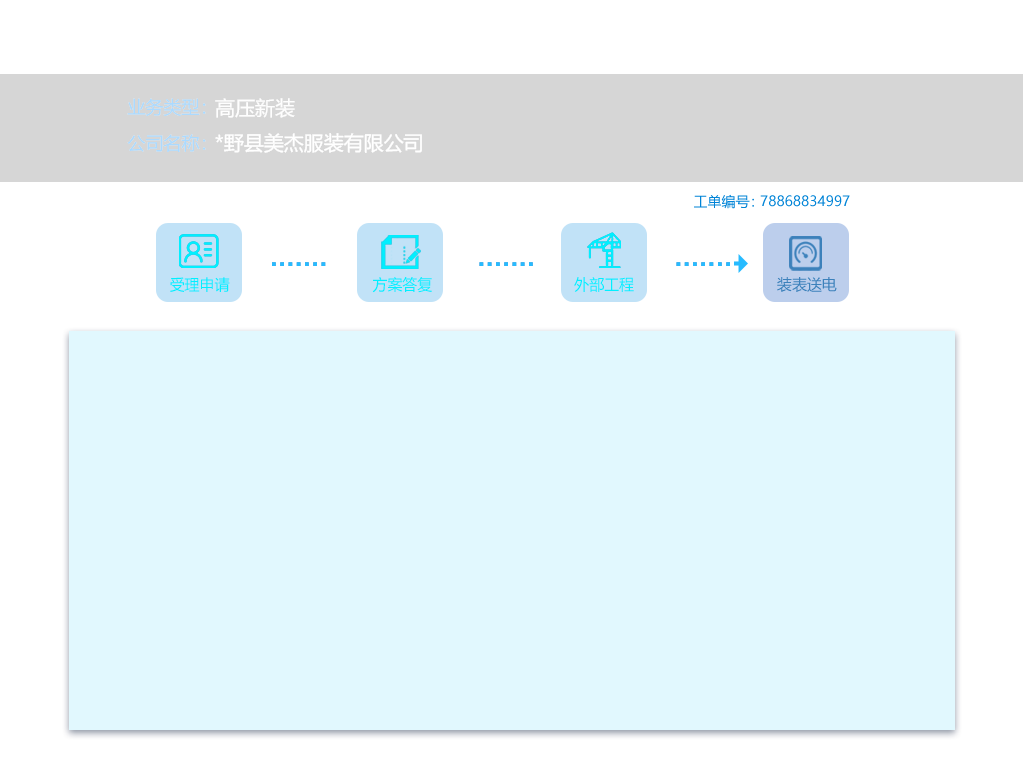 业务类型：高压新装
公司名称：*野县美杰服装有限公司
工单编号：78868834997
受理申请
方案答复
外部工程
装表送电